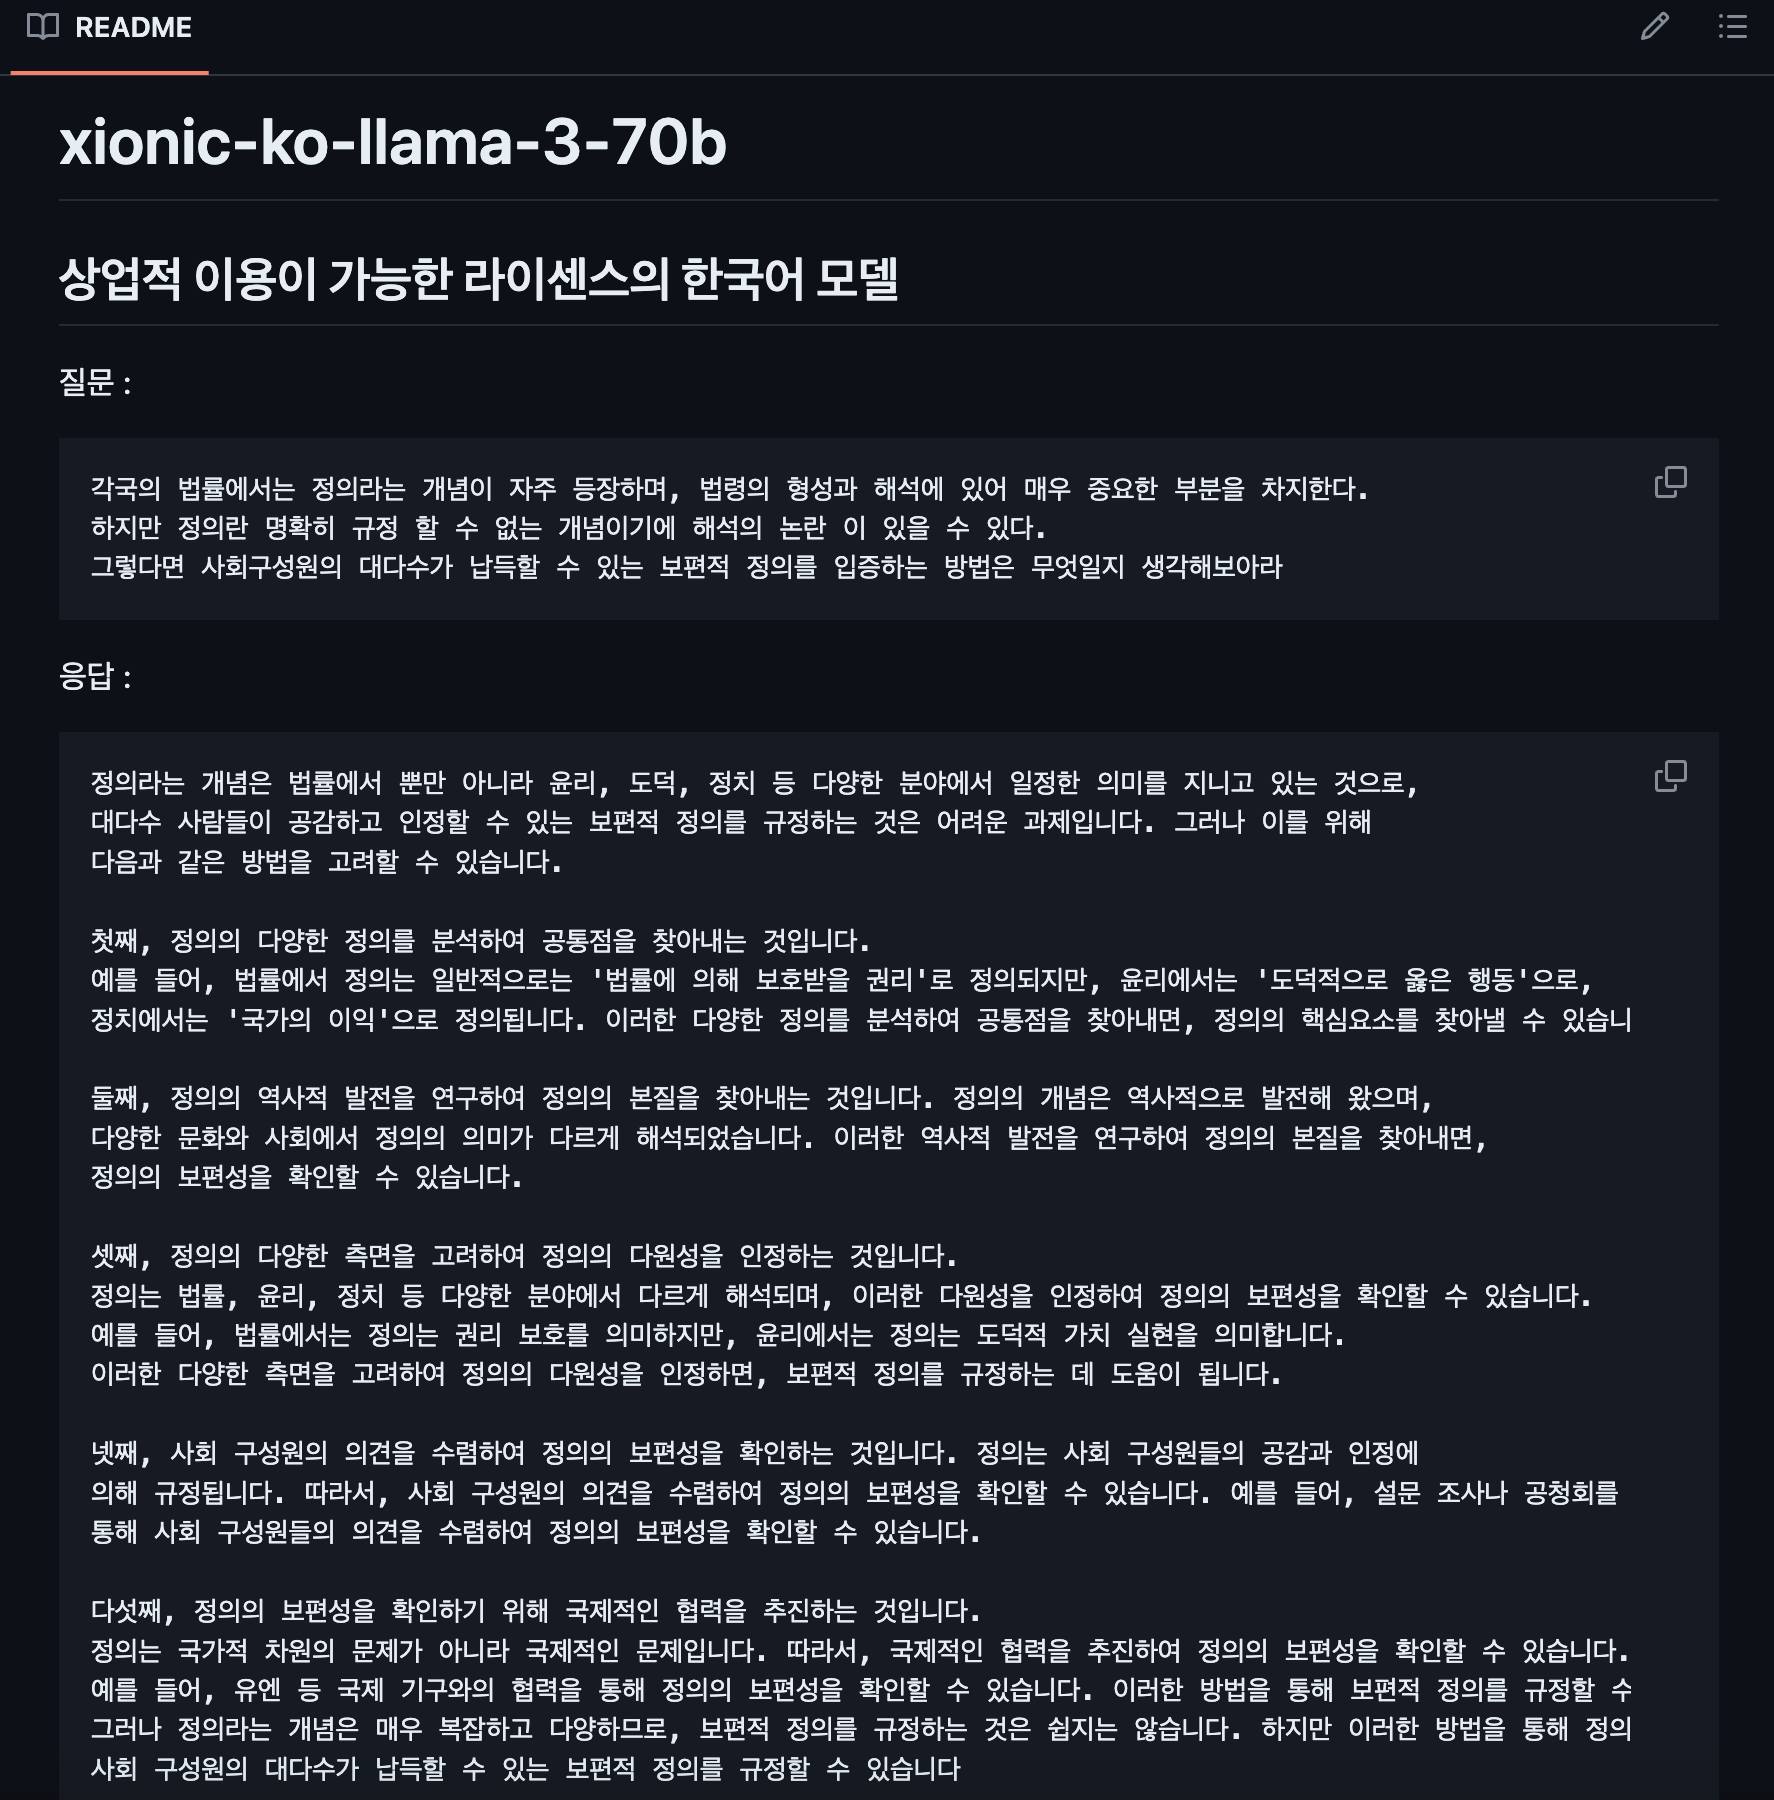 README
xionic-ko-llama-3-70b
상업적 이용이 가능한 라이센스의 한국어 모델
질문 :
각국의 법률에서는 정의라는 개념이 자주 등장하며, 법령의 형성과 해석에 있어 매우 중요한 부분을 차지한다.
하지만 정의란 명확히 규정 할 수 없는 개념이기에 해석의 논란 이 있을 수 있다.
그렇다면 사회구성원의 대다수가 납득할 수 있는 보편적 정의를 입증하는 방법은 무엇일지 생각해보아라
응답 :
정의라는 개념은 법률에서 뿐만 아니라 윤리, 도덕, 정치 등 다양한 분야에서 일정한 의미를 지니고 있는 것으로,
대다수 사람들이 공감하고 인정할 수 있는 보편적 정의를 규정하는 것은 어려운 과제입니다. 그러나 이를 위해
다음과 같은 방법을 고려할 수 있습니다.
첫째, 정의의 다양한 정의를 분석하여 공통점을 찾아내는 것입니다.
예를 들어, 법률에서 정의는 일반적으로는 '법률에 의해 보호받을 권리'로 정의되지만, 윤리에서는 '도덕적으로 옳은 행동'으로,
정치에서는 '국가의 이익'으로 정의됩니다. 이러한 다양한 정의를 분석하여 공통점을 찾아내면, 정의의 핵심요소를 찾아낼 수 있습니
둘째, 정의의 역사적 발전을 연구하여 정의의 본질을 찾아내는 것입니다. 정의의 개념은 역사적으로 발전해 왔으며,
다양한 문화와 사회에서 정의의 의미가 다르게 해석되었습니다. 이러한 역사적 발전을 연구하여 정의의 본질을 찾아내면,
정의의 보편성을 확인할 수 있습니다.
셋째, 정의의 다양한 측면을 고려하여 정의의 다원성을 인정하는 것입니다.
정의는 법률, 윤리, 정치 등 다양한 분야에서 다르게 해석되며, 이러한 다원성을 인정하여 정의의 보편성을 확인할 수 있습니다.
예를 들어, 법률에서는 정의는 권리 보호를 의미하지만, 윤리에서는 정의는 도덕적 가치 실현을 의미합니다.
이러한 다양한 측면을 고려하여 정의의 다원성을 인정하면, 보편적 정의를 규정하는 데 도움이 됩니다.
넷째, 사회 구성원의 의견을 수렴하여 정의의 보편성을 확인하는 것입니다. 정의는 사회 구성원들의 공감과 인정에
의해 규정됩니다. 따라서, 사회 구성원의 의견을 수렴하여 정의의 보편성을 확인할 수 있습니다. 예를 들어, 설문 조사나 공청회를
통해 사회 구성원들의 의견을 수렴하여 정의의 보편성을 확인할 수 있습니다.
다섯째, 정의의 보편성을 확인하기 위해 국제적인 협력을 추진하는 것입니다.
정의는 국가적 차원의 문제가 아니라 국제적인 문제입니다. 따라서, 국제적인 협력을 추진하여 정의의 보편성을 확인할 수 있습니다.
예를 들어, 유엔 등 국제 기구와의 협력을 통해 정의의 보편성을 확인할 수 있습니다. 이러한 방법을 통해 보편적 정의를 규정할 수
그러나 정의라는 개념은 매우 복잡하고 다양하므로, 보편적 정의를 규정하는 것은 쉽지는 않습니다. 하지만 이러한 방법을 통해 정의
사회 구성원의 대다수가 납득할 수 있는 보편적 정의를 규정할 수 있습니다